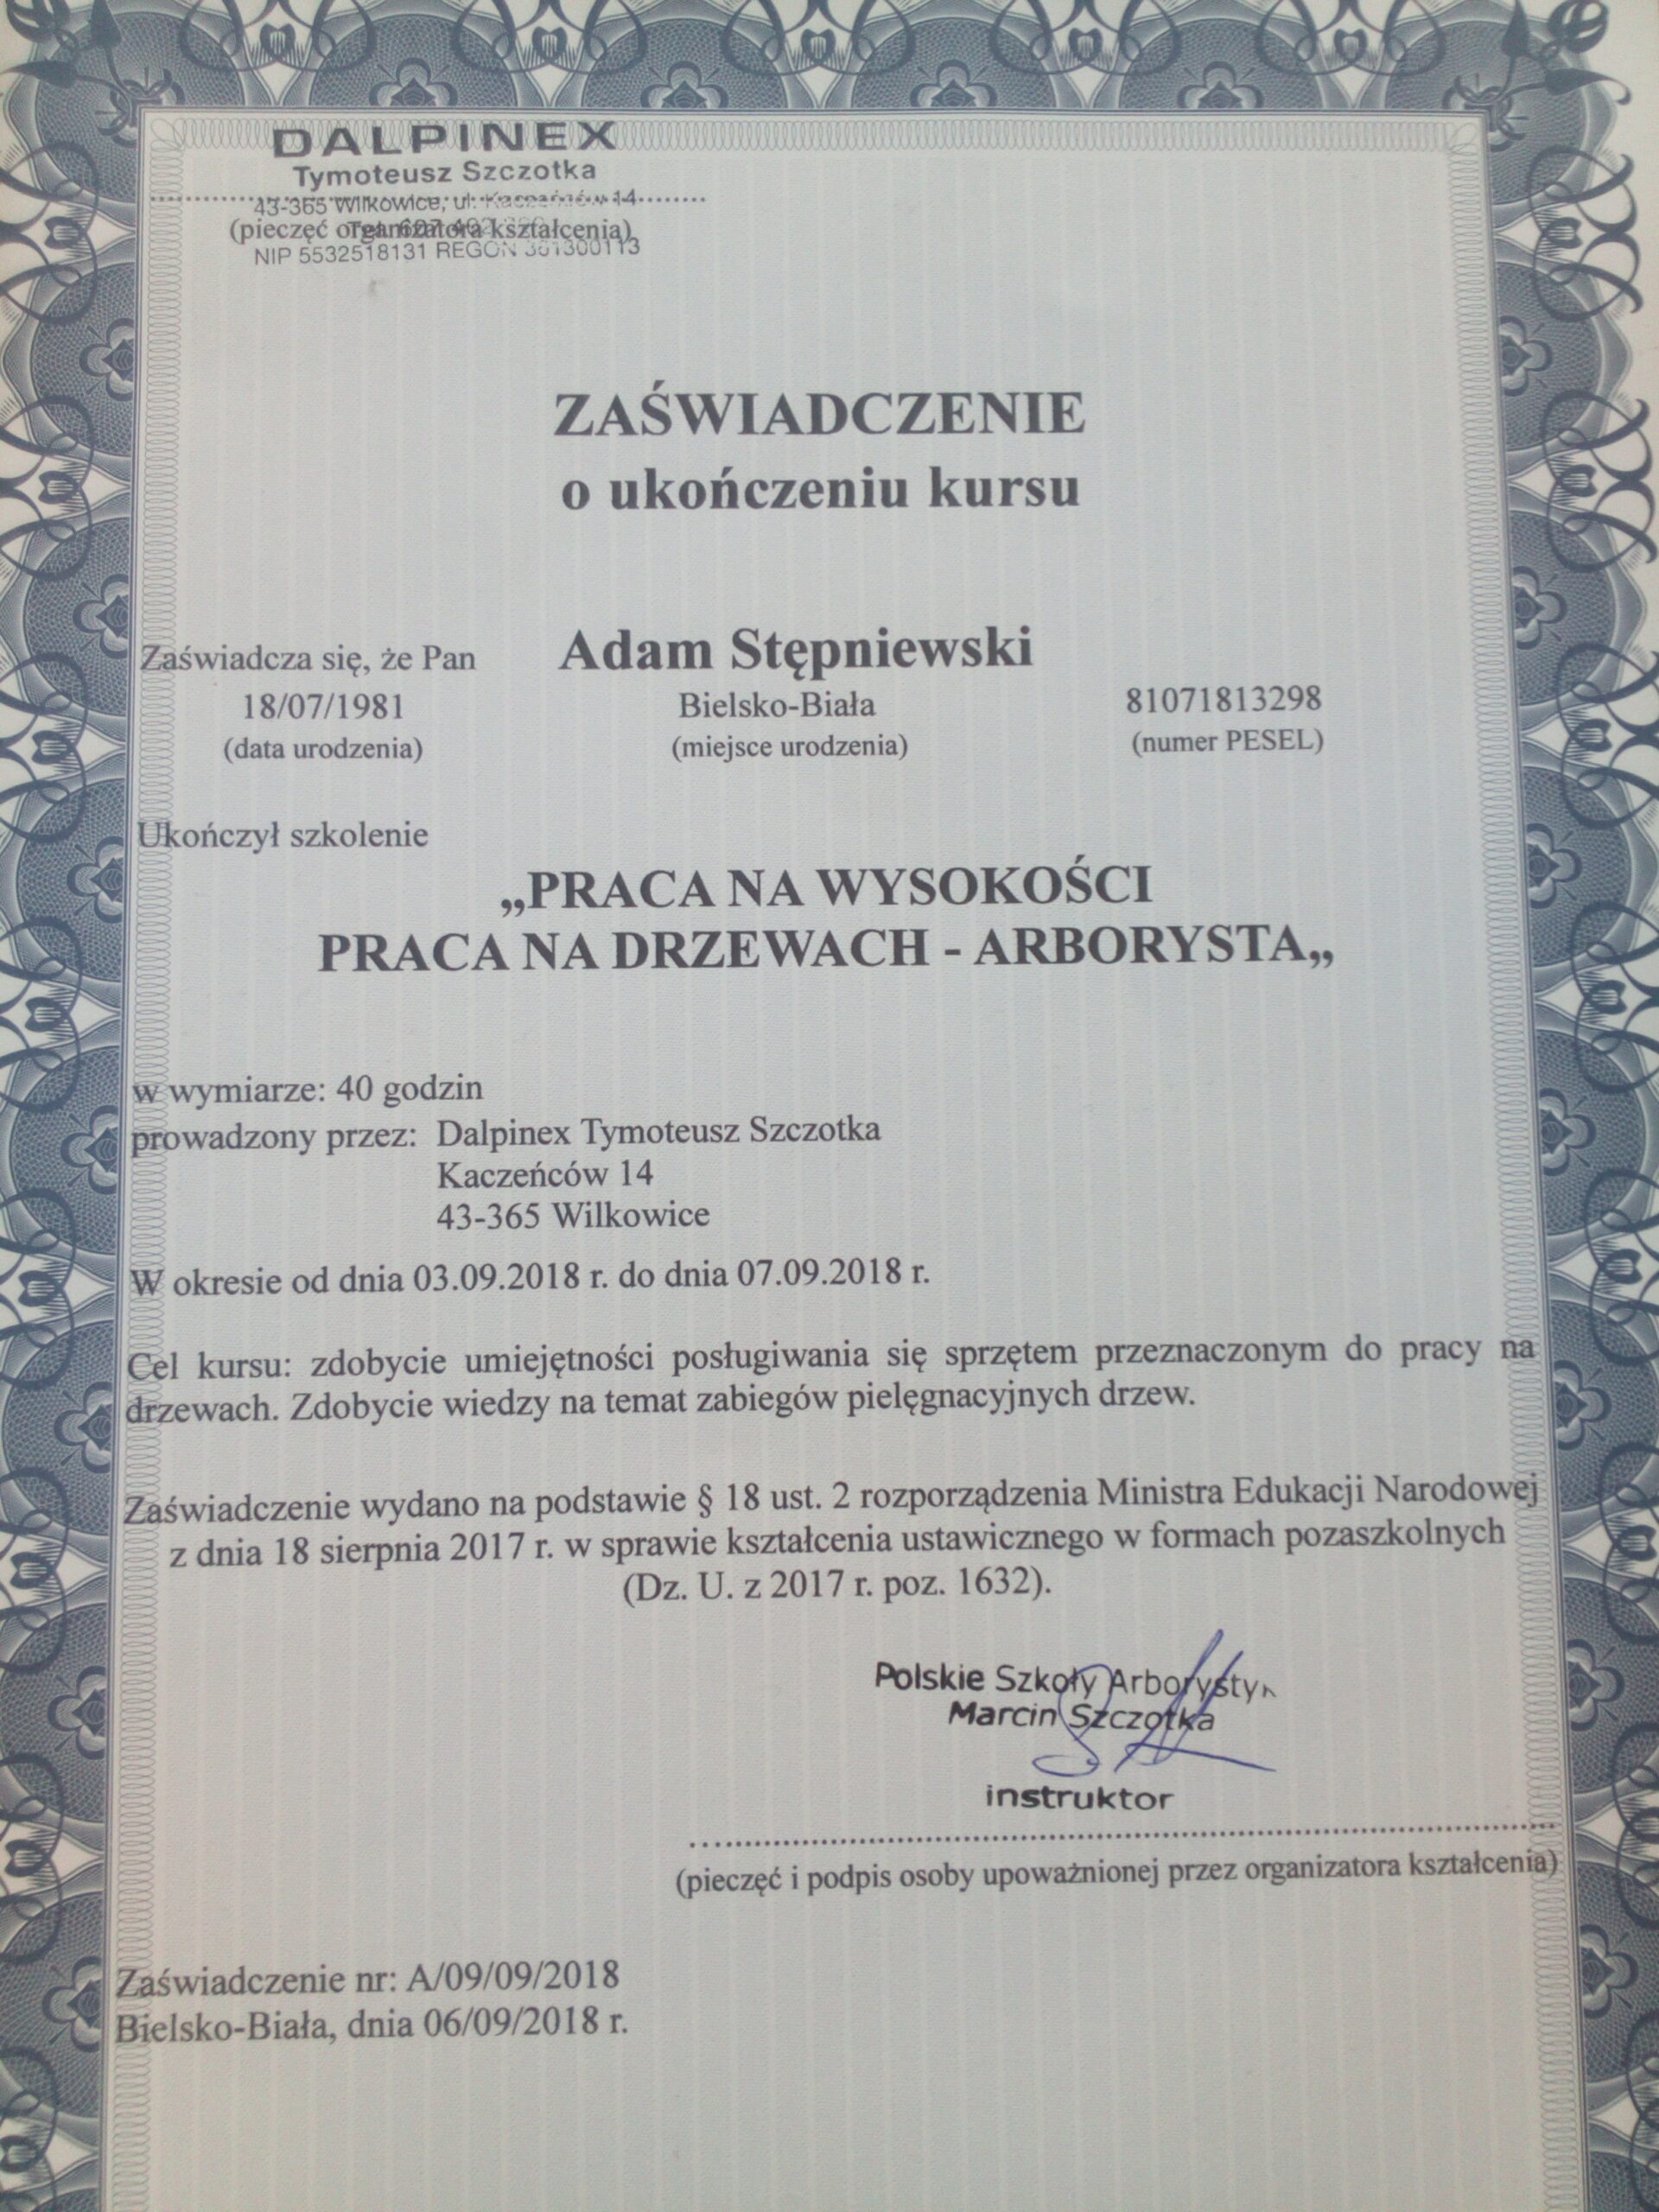 DALPINEX
Tymoteusz Szczotka
43-365 Wilkowice, ul. Kaczeńców 14
(pieczęć organizatora kształcenia)
NIP 5532518131 REGON 361300113
ZAŚWIADCZENIE
o ukończeniu kursu
Zaświadcza się, że Pan Adam Stępniewski
18/07/1981 Bielsko-Biała 81071813298
(data urodzenia) (miejsce urodzenia) (numer PESEL)
Ukończył szkolenie
„PRACA NA WYSOKOŚCI
PRACA NA DRZEWACH - ARBORYSTA„
w wymiarze: 40 godzin
prowadzony przez: Dalpinex Tymoteusz Szczotka
Kaczeńców 14
43-365 Wilkowice
W okresie od dnia 03.09.2018 r. do dnia 07.09.2018 r.
Cel kursu: zdobycie umiejętności posługiwania się sprzętem przeznaczonym do pracy na
drzewach. Zdobycie wiedzy na temat zabiegów pielęgnacyjnych drzew.
Zaświadczenie wydano na podstawie § 18 ust. 2 rozporządzenia Ministra Edukacji Narodowej
z dnia 18 sierpnia 2017 r. w sprawie kształcenia ustawicznego w formach pozaszkolnych
(Dz. U. z 2017 r. poz. 1632).
Polskie Szkoły Arborystyk
Marcin Szczotka
instruktor
(pieczęć i podpis osoby upoważnionej przez organizatora kształcenia)
Zaświadczenie nr: A/09/09/2018
Bielsko-Biała, dnia 06/09/2018 r.